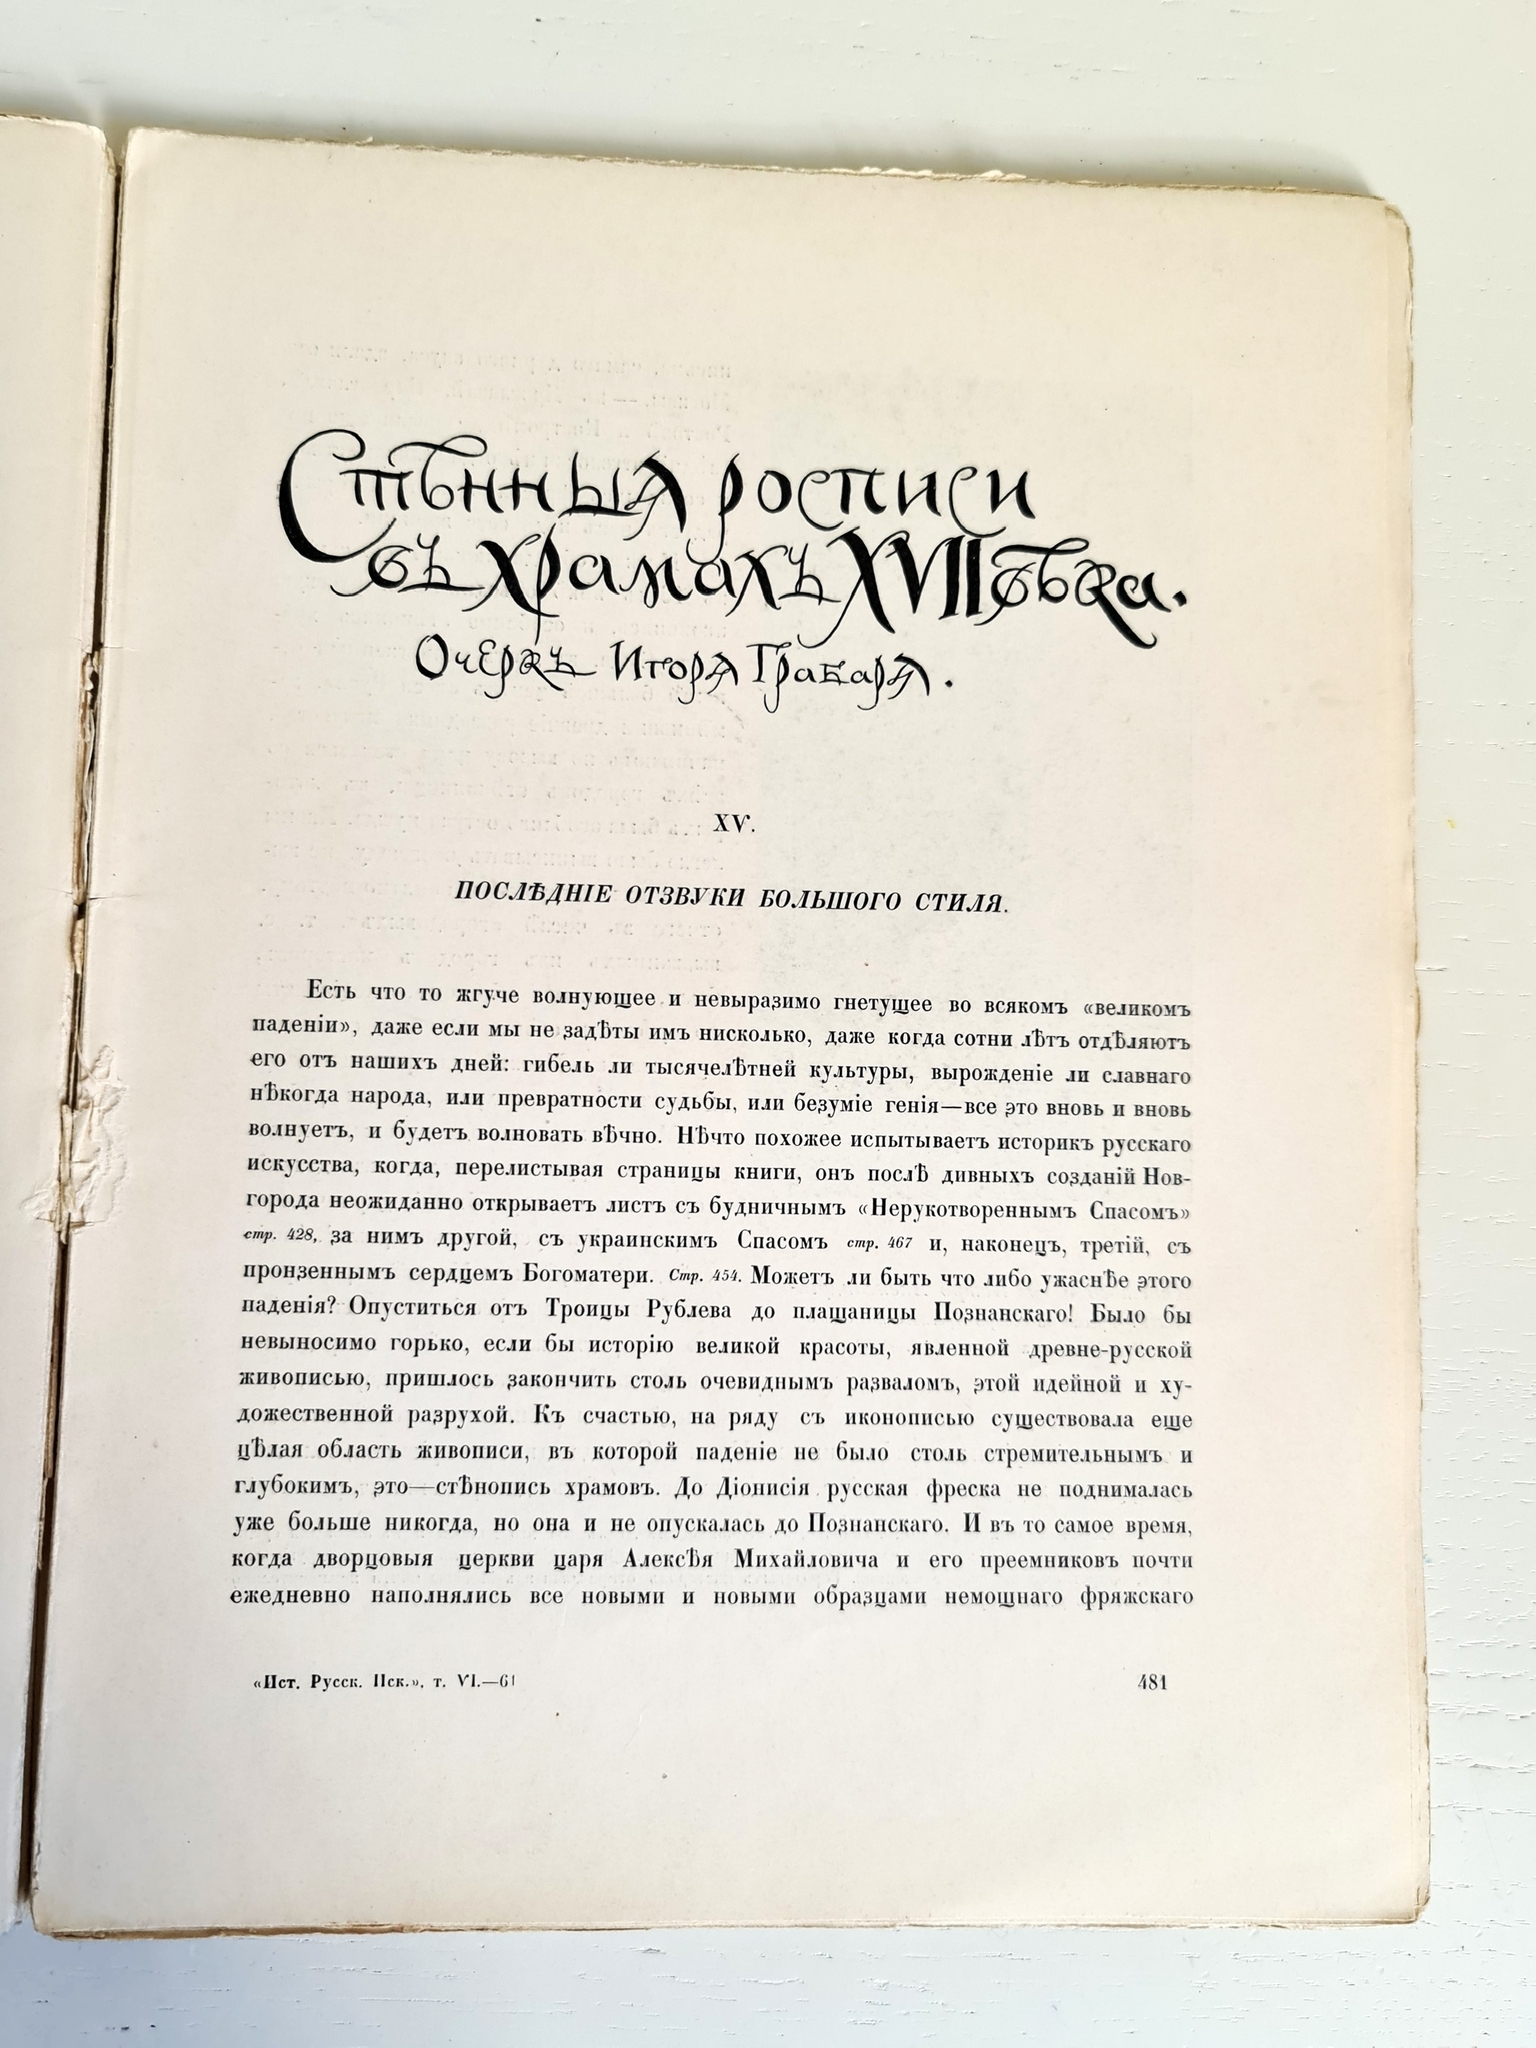 Стѣнныя росписи
въ храмахъ XVII вѣка.
Очеркъ Игоря Грабаря.
XV.
ПОСЛѢДНІЕ ОТЗВУКИ БОЛЬШОГО СТИЛЯ.
Есть что то жгуче волнующее и невыразимо гнетущее во всякомъ «великомъ
паденіи», даже если мы не задѣты имъ нисколько, даже когда сотни лѣтъ отдѣляютъ
его отъ нашихъ дней: гибель ли тысячелѣтней культуры, вырожденіе ли славнаго
нѣкогда народа, или превратности судьбы, или безуміе генія—все это вновь и вновь
волнуетъ, и будетъ волновать вѣчно. Нѣчто похожее испытываетъ историкъ русскаго
искусства, когда, перелистывая страницы книги, онъ послѣ дивныхъ созданій Нов-
города неожиданно открываетъ листъ съ будничнымъ «Нерукотвореннымъ Спасомъ»
стр. 428, за нимъ другой, съ украинскимъ Спасомъ стр. 467 и, наконецъ, третій, съ
пронзеннымъ сердцемъ Богоматери. Стр. 454. Можетъ ли быть что либо ужаснѣе этого
паденія? Опуститься отъ Троицы Рублева до плащаницы Познанскаго! Было бы
невыносимо горько, если бы исторію великой красоты, явленной древне-русской
живописью, пришлось закончить столь очевиднымъ разваломъ, этой идейной и ху-
дожественной разрухой. Къ счастью, на ряду съ иконописью существовала еще
цѣлая область живописи, въ которой паденіе не было столь стремительнымъ и
глубокимъ, это—стѣнопись храмовъ. До Діонисія русская фреска не поднималась
уже больше никогда, но она и не опускалась до Познанскаго. И въ то самое время,
когда дворцовыя церкви царя Алексѣя Михайловича и его преемниковъ почти
ежедневно наполнялись все новыми и новыми образцами немощнаго фряжскаго
«Ист. Русск. Иск.», т. VI.—61
481